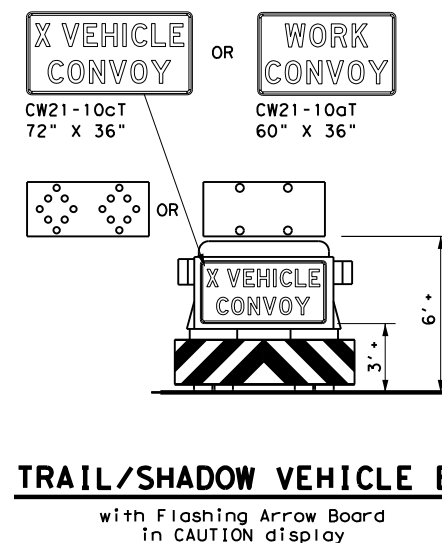 X VEHICLE
CONVOY
OR
WORK
CONVOY
CW21-10cT
72" X 36"
CW21-10aT
60" X 36"
OR
X VEHICLE
CONVOY
6'+
3'+
TRAIL/SHADOW VEHICLE B
with Flashing Arrow Board
in CAUTION display